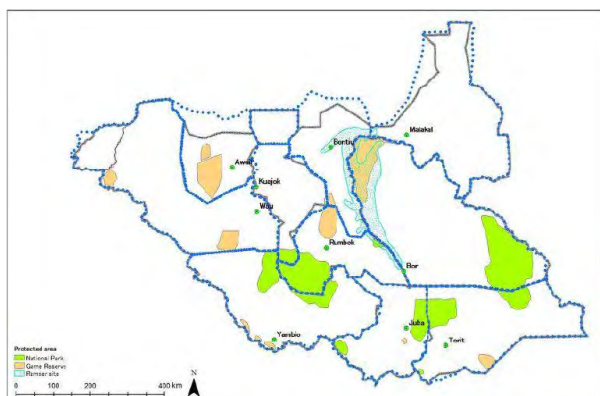 Malakal
Bentiu
Aweil
Kuajok
Wau
Rumbek
Bor
Yambio
Juba
Torit
Protected area
National Park
Game Reserve
Ramsar site
0 100 200 400 km
N